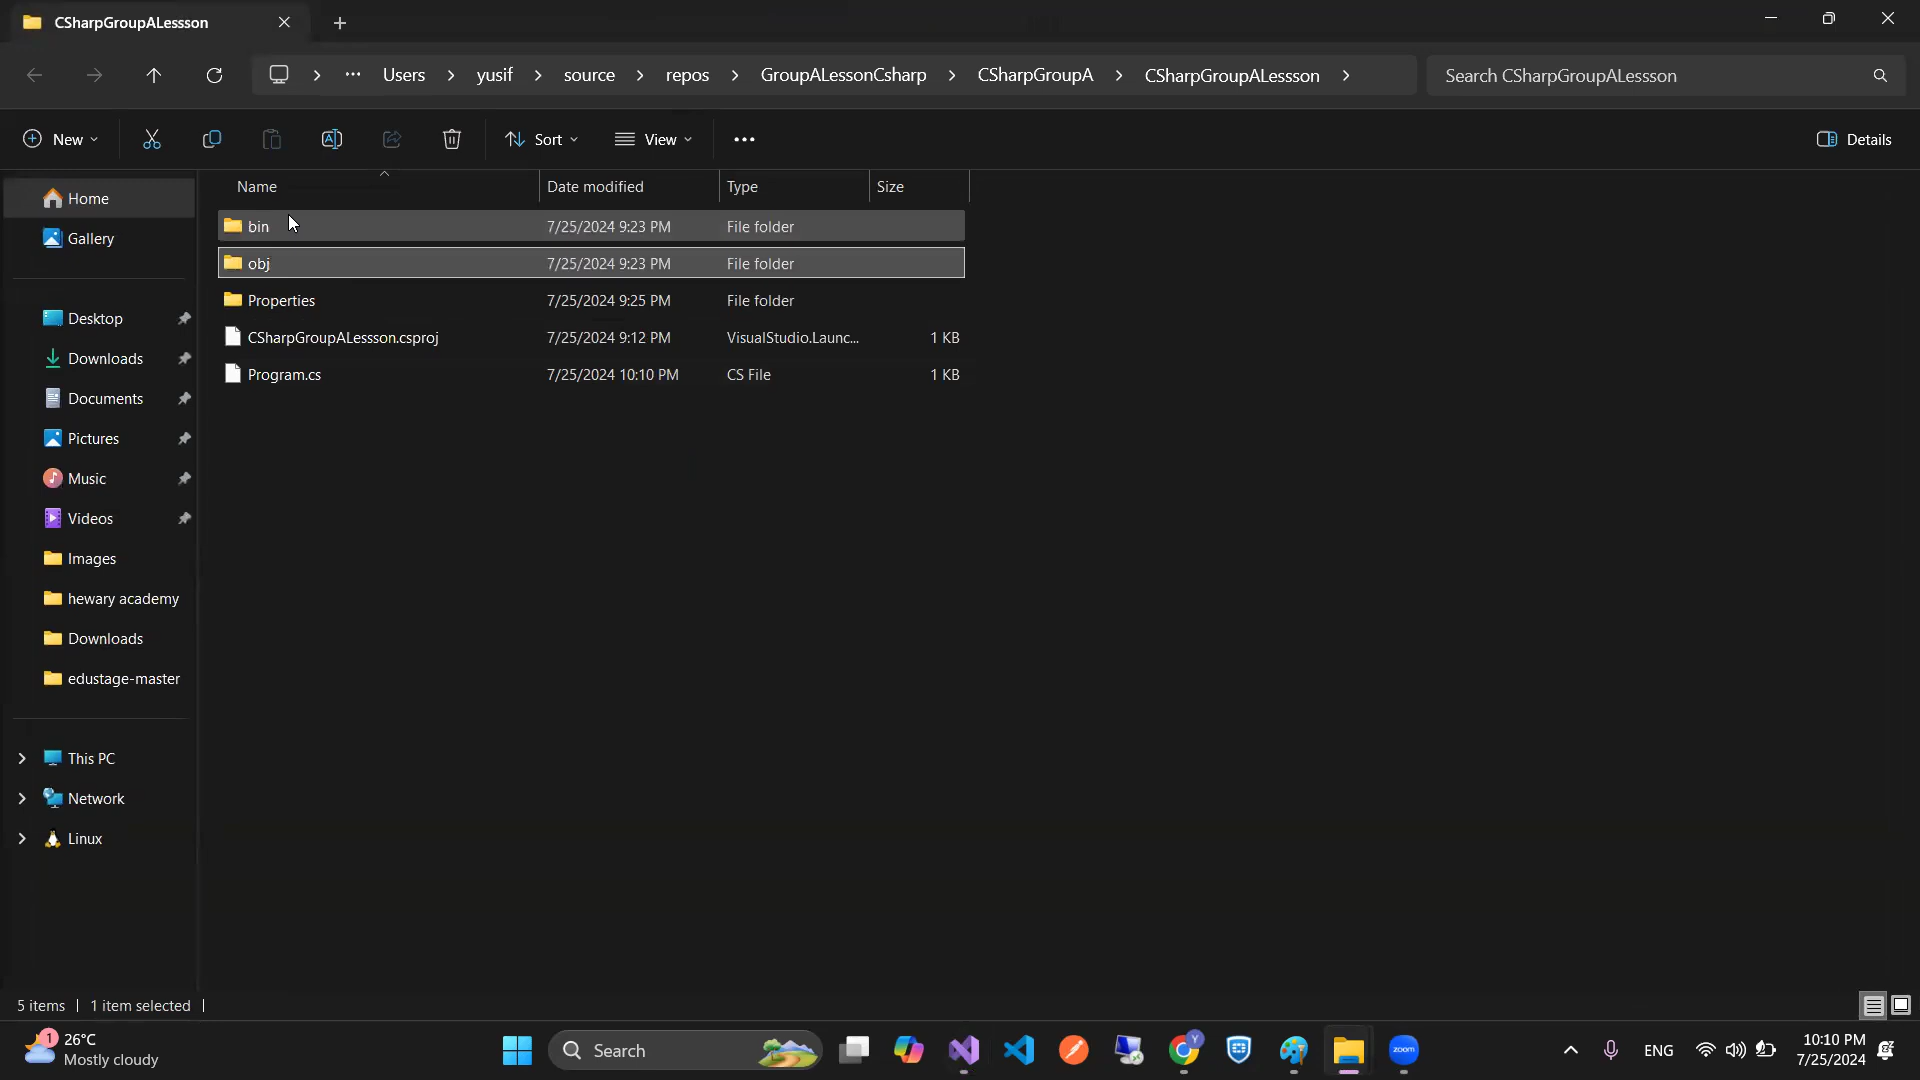 CSharpGroupALessson
Users yusif source repos GroupALessonCsharp CSharpGroupA CSharpGroupALessson
Search CSharpGroupALessson
New Sort View ••• Details
Name Date modified Type Size
bin 7/25/2024 9:23 PM File folder
obj 7/25/2024 9:23 PM File folder
Properties 7/25/2024 9:25 PM File folder
CSharpGroupALessson.csproj 7/25/2024 9:12 PM VisualStudio.Launc... 1 KB
Program.cs 7/25/2024 10:10 PM CS File 1 KB
Home
Gallery
Desktop
Downloads
Documents
Pictures
Music
Videos
Images
hewary academy
Downloads
edustage-master
This PC
Network
Linux
5 items 1 item selected
1
26°C
Mostly cloudy
Search
Y
zoom
ENG
10:10 PM
7/25/2024